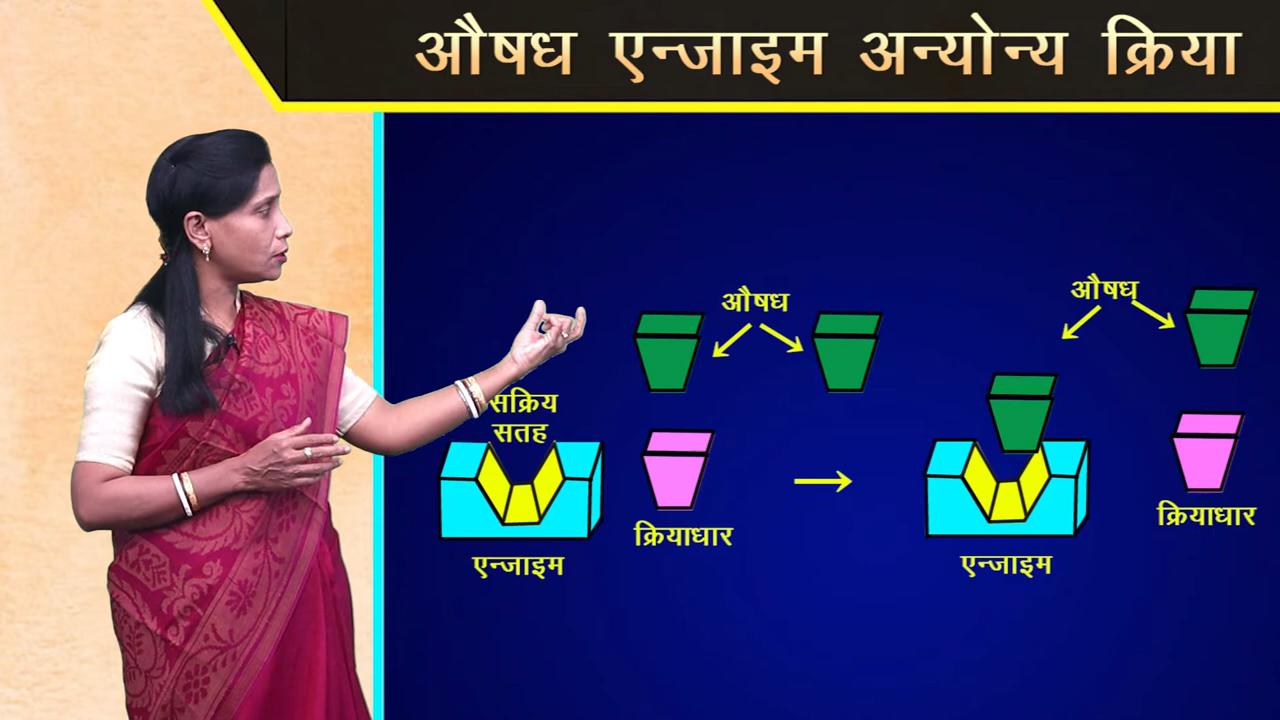 औषध एन्जाइम अन्योन्य क्रिया
औषध
औषध
सक्रिय
सतह
क्रियाधार
एन्जाइम
क्रियाधार
एन्जाइम